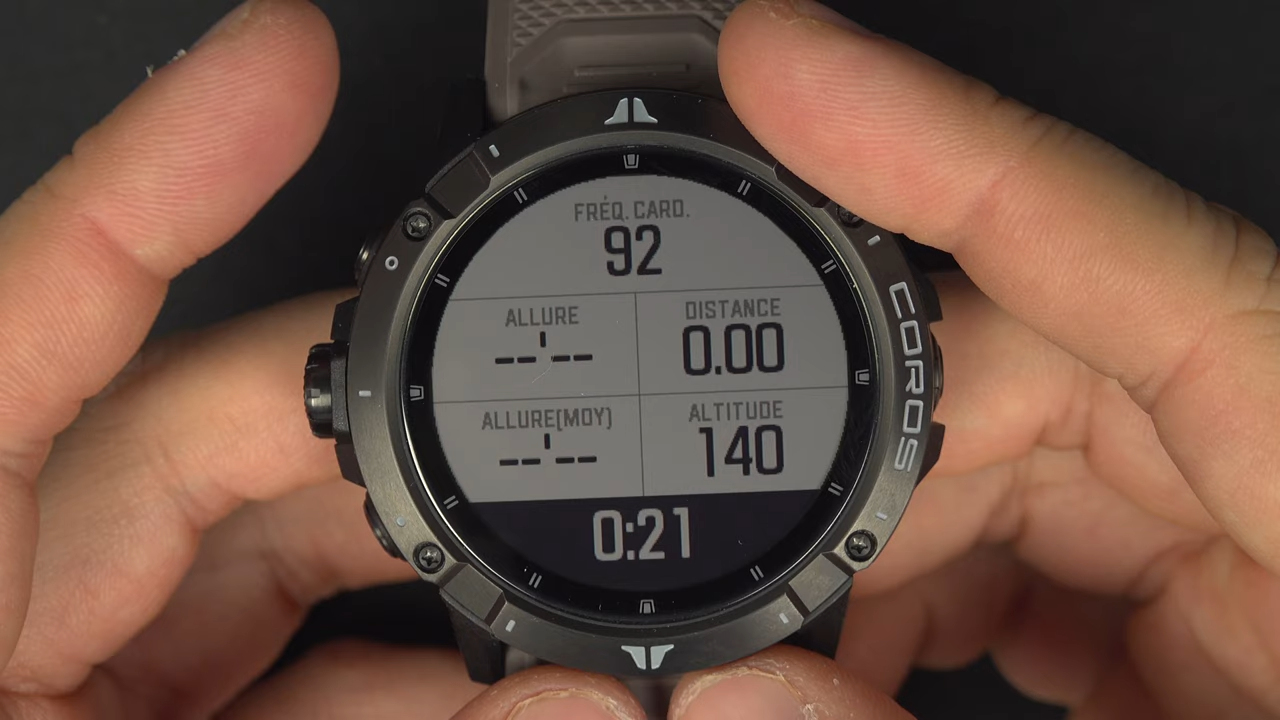 FRÉQ. CARD.
92
ALLURE
--'--
DISTANCE
0.00
ALLURE(MOY)
--'--
ALTITUDE
140
0:21
COROS